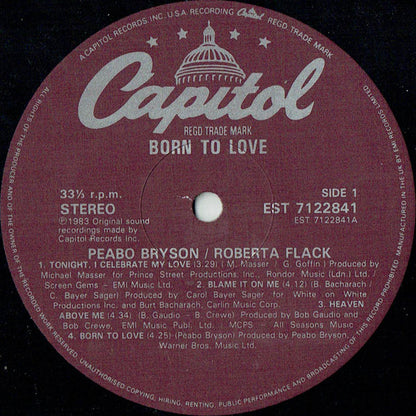 A CAPITOL RECORDS INC. U.S.A. RECORDING CAPITOL REGD TRADE MARK
MANUFACTURED IN THE U.K. BY EMI RECORDS LIMITED
ALL RIGHTS OF THE PRODUCER AND THE OWNER OF THE RECORDED WORK RESERVED.
Capitol
REGD TRADE MARK
BORN TO LOVE
33⅓ r.p.m.
STEREO
℗1983 Original sound
recordings made by
Capitol Records Inc.
SIDE 1
EST 7122841
EST 7122841A
PEABO BRYSON / ROBERTA FLACK
1. TONIGHT, I CELEBRATE MY LOVE (3.29) (M. Masser / G. Goffin) Produced by
Michael Masser for Prince Street Productions; Inc., Rondor Music (Ldn.) Ltd./
Screen Gems - EMI Music Ltd. 2. BLAME IT ON ME (4.12) (B. Bacharach /
C. Bayer Sager) Produced by Carol Bayer Sager for White on White
Productions Inc. and Burt Bacharach, Carlin Music Corp. 3. HEAVEN
ABOVE ME (4.34) (B. Gaudio - B. Crewe) Produced by Bob Gaudio and
Bob Crewe, EMI Music Publ. Ltd. / MCPS - All Seasons Music
4. BORN TO LOVE (4.25) (Peabo Bryson) Produced by Peabo Bryson,
Warner Bros. Music Ltd.
UNAUTHORISED COPYING, HIRING, RENTING, PUBLIC PERFORMANCE AND BROADCASTING OF THIS RECORD PROHIBITED.